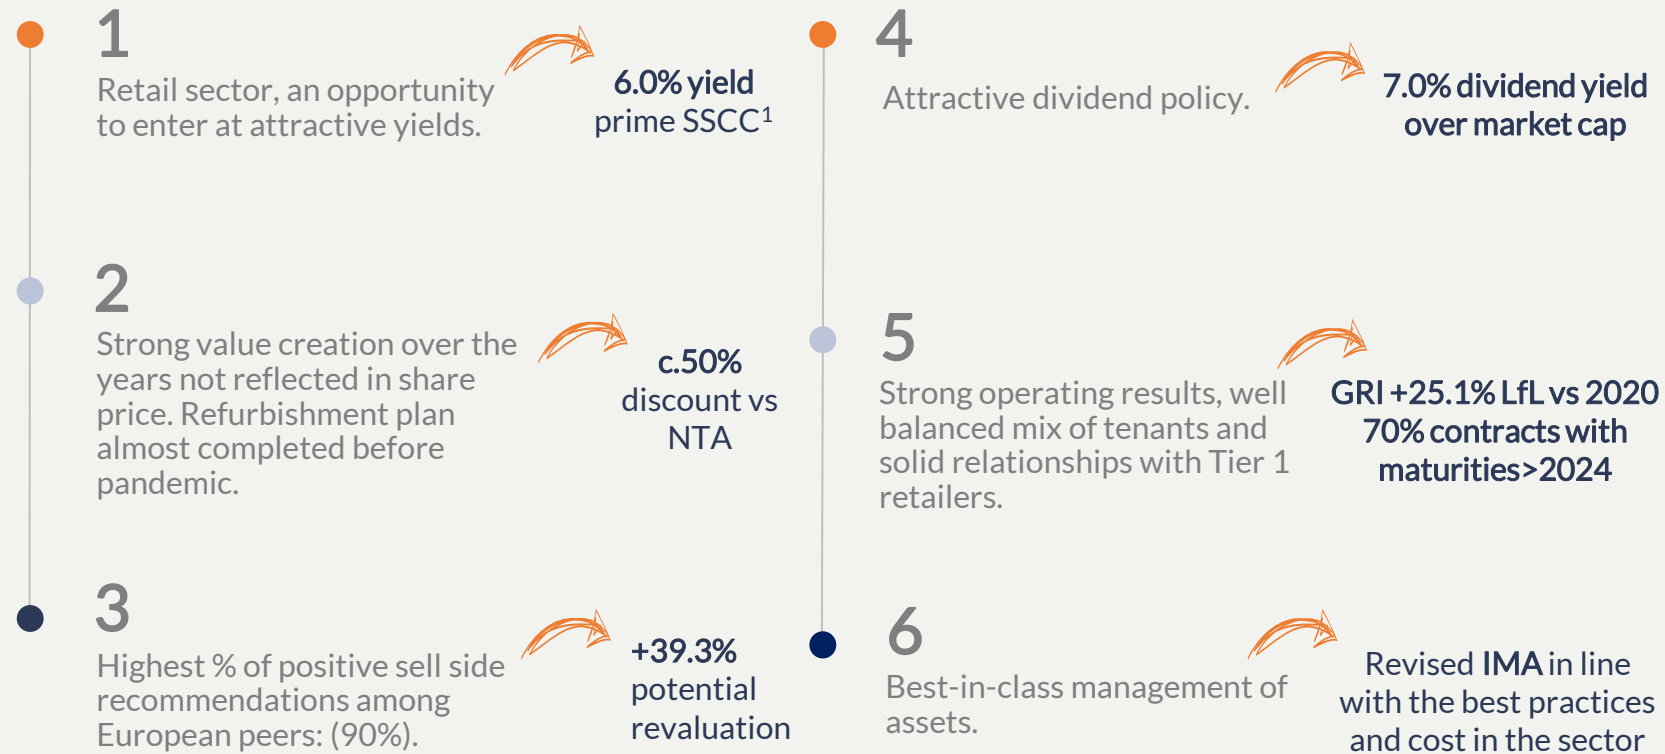 1
Retail sector, an opportunity
to enter at attractive yields.
6.0% yield
prime SSCC¹
2
Strong value creation over the
years not reflected in share
price. Refurbishment plan
almost completed before
pandemic.
c.50%
discount vs
NTA
3
Highest % of positive sell side
recommendations among
European peers: (90%).
+39.3%
potential
revaluation
4
Attractive dividend policy.
7.0% dividend yield
over market cap
5
Strong operating results, well
balanced mix of tenants and
solid relationships with Tier 1
retailers.
GRI +25.1% LfL vs 2020
70% contracts with
maturities>2024
6
Best-in-class management of
assets.
Revised IMA in line
with the best practices
and cost in the sector